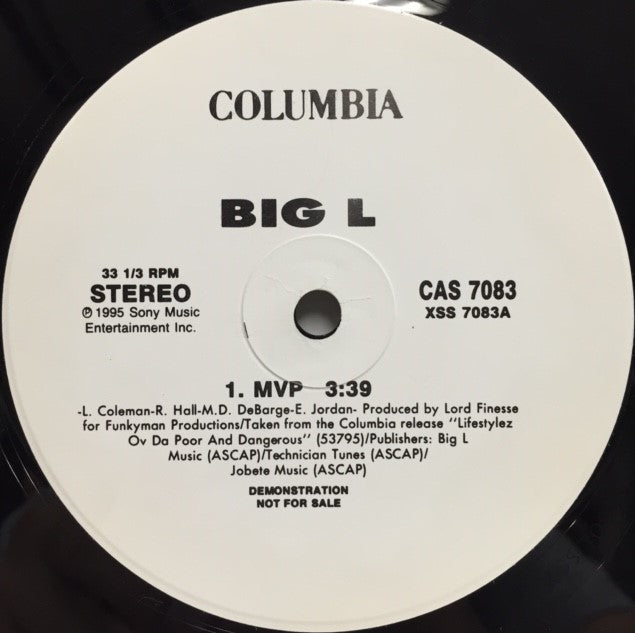 COLUMBIA
BIG L
33 1/3 RPM
STEREO
℗ 1995 Sony Music
Entertainment Inc.
CAS 7083
XSS 7083A
1. MVP 3:39
-L. Coleman-R. Hall-M.D. DeBarge-E. Jordan- Produced by Lord Finesse
for Funkyman Productions/Taken from the Columbia release "Lifestylez
Ov Da Poor And Dangerous" (53795)/Publishers: Big L
Music (ASCAP)/Technician Tunes (ASCAP)/
Jobete Music (ASCAP)
DEMONSTRATION
NOT FOR SALE